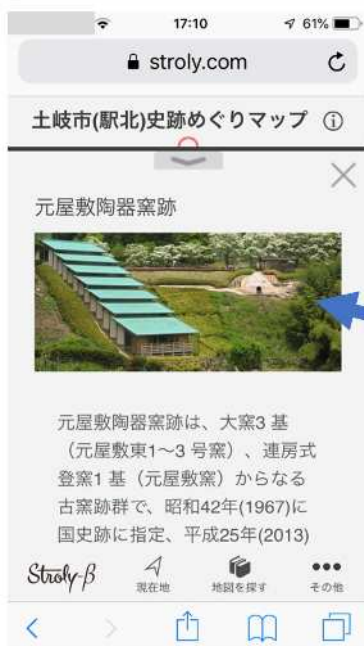 17:10
61%
stroly.com
土岐市(駅北)史跡めぐりマップ
元屋敷陶器窯跡
元屋敷陶器窯跡は、大窯3 基
（元屋敷東1〜3 号窯）、連房式
登窯1 基（元屋敷窯）からなる
古窯跡群で、昭和42年(1967)に
国史跡に指定、平成25年(2013)
Stroly-β
現在地
地図を探す
その他